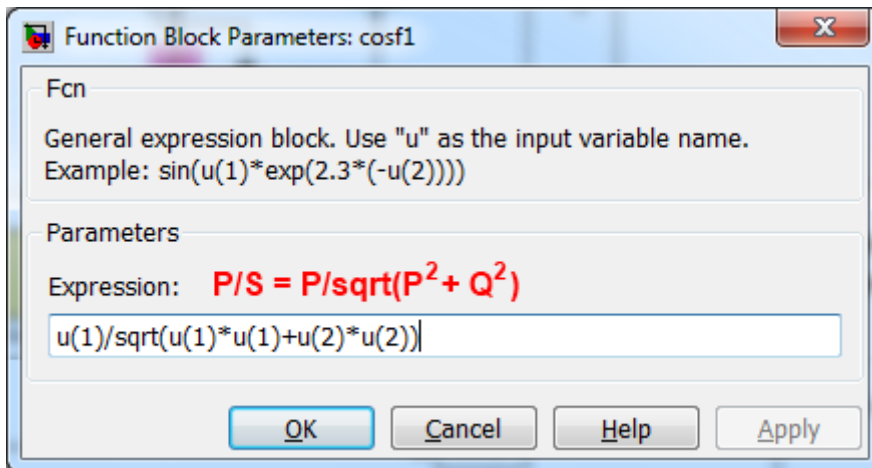 Function Block Parameters: cosf1
Fcn
General expression block. Use "u" as the input variable name.
Example: sin(u(1)*exp(2.3*(-u(2))))
Parameters
Expression: P/S = P/sqrt(P²+ Q²)
u(1)/sqrt(u(1)*u(1)+u(2)*u(2))
OK Cancel Help Apply